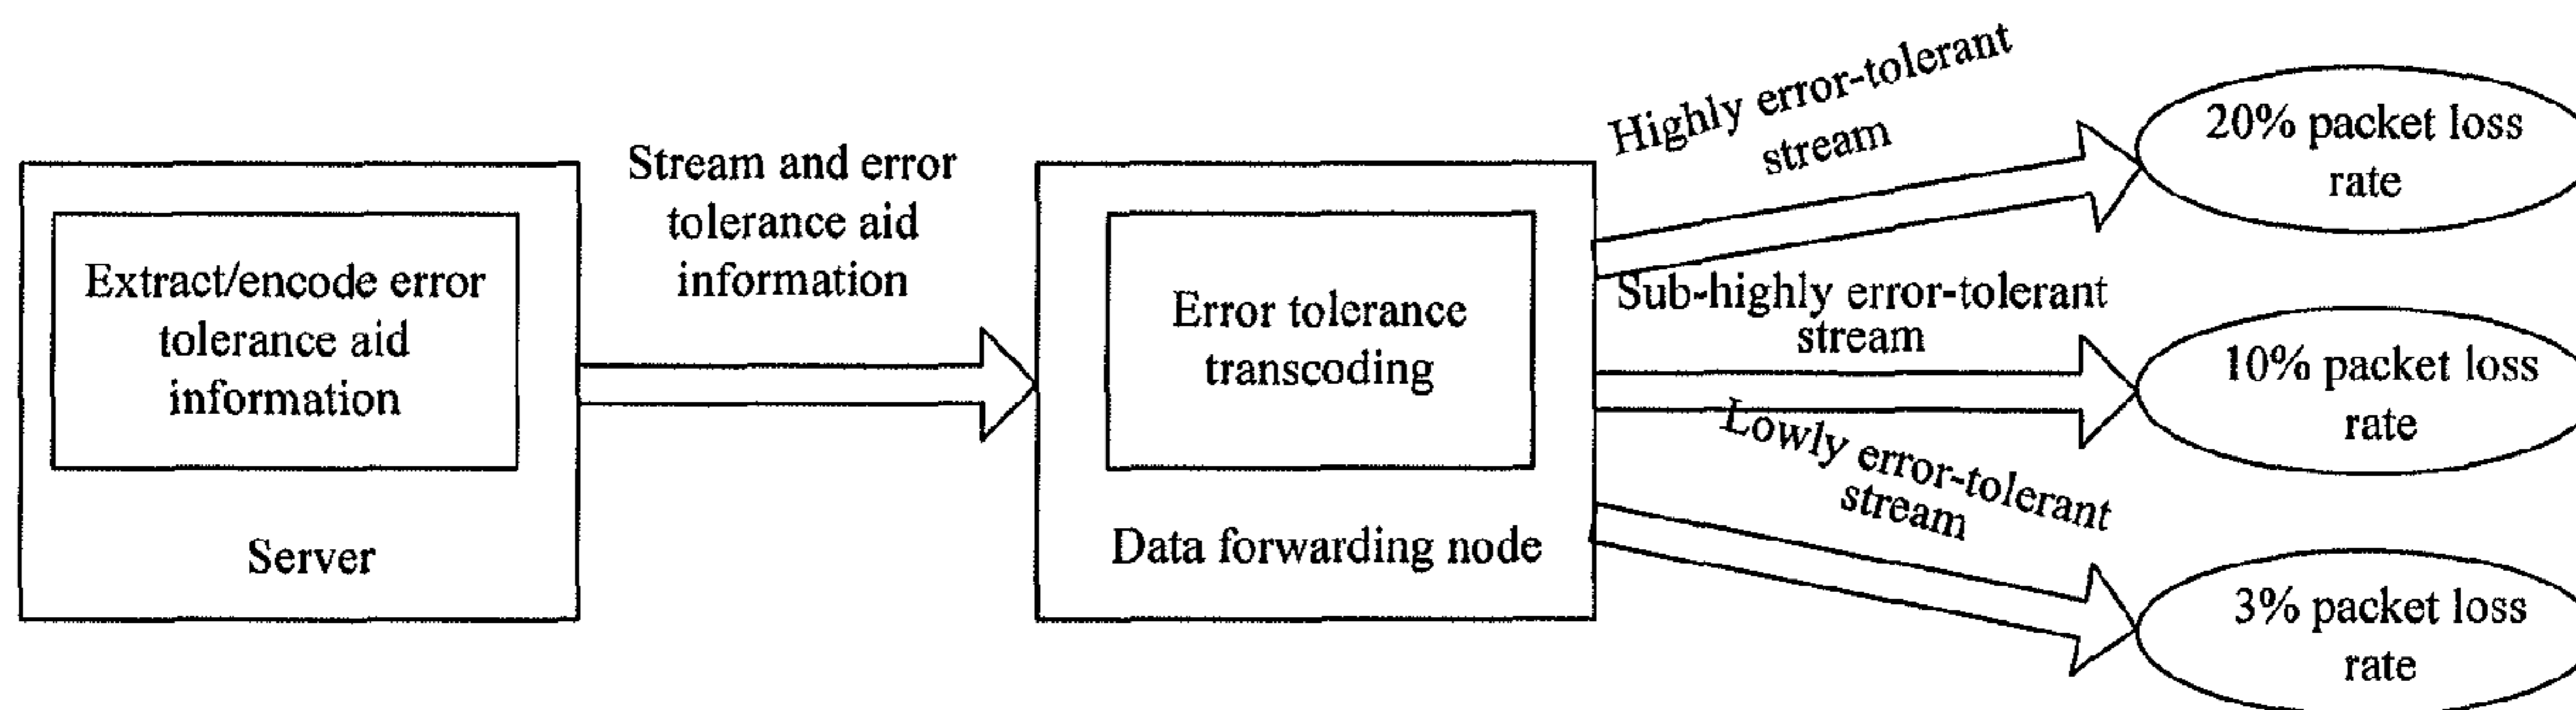 Extract/encode error
tolerance aid
information
Server
Stream and error
tolerance aid
information
Error tolerance
transcoding
Data forwarding node
Highly error-tolerant
stream
Sub-highly error-tolerant
stream
Lowly error-tolerant
stream
20% packet loss
rate
10% packet loss
rate
3% packet loss
rate